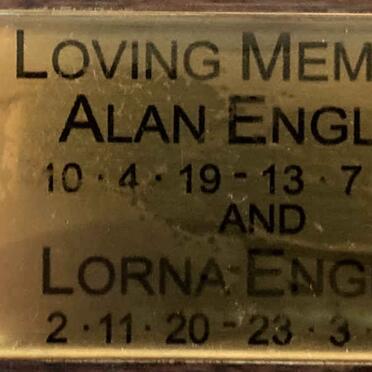 LOVING MEM
ALAN ENGL
10 · 4 · 19 - 13 · 7
AND
LORNA ENG
2 · 11 · 20 - 23 · 3 ·